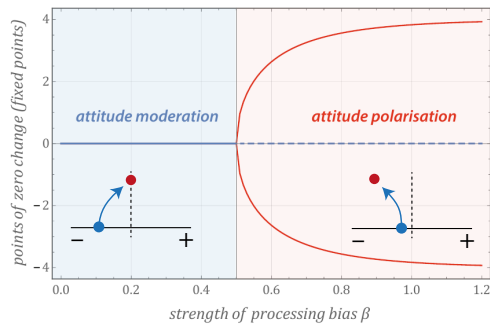 points of zero change (fixed points)
4
2
0
−2
−4
attitude moderation
attitude polarisation
− +
− +
0.0 0.2 0.4 0.6 0.8 1.0 1.2
strength of processing bias β